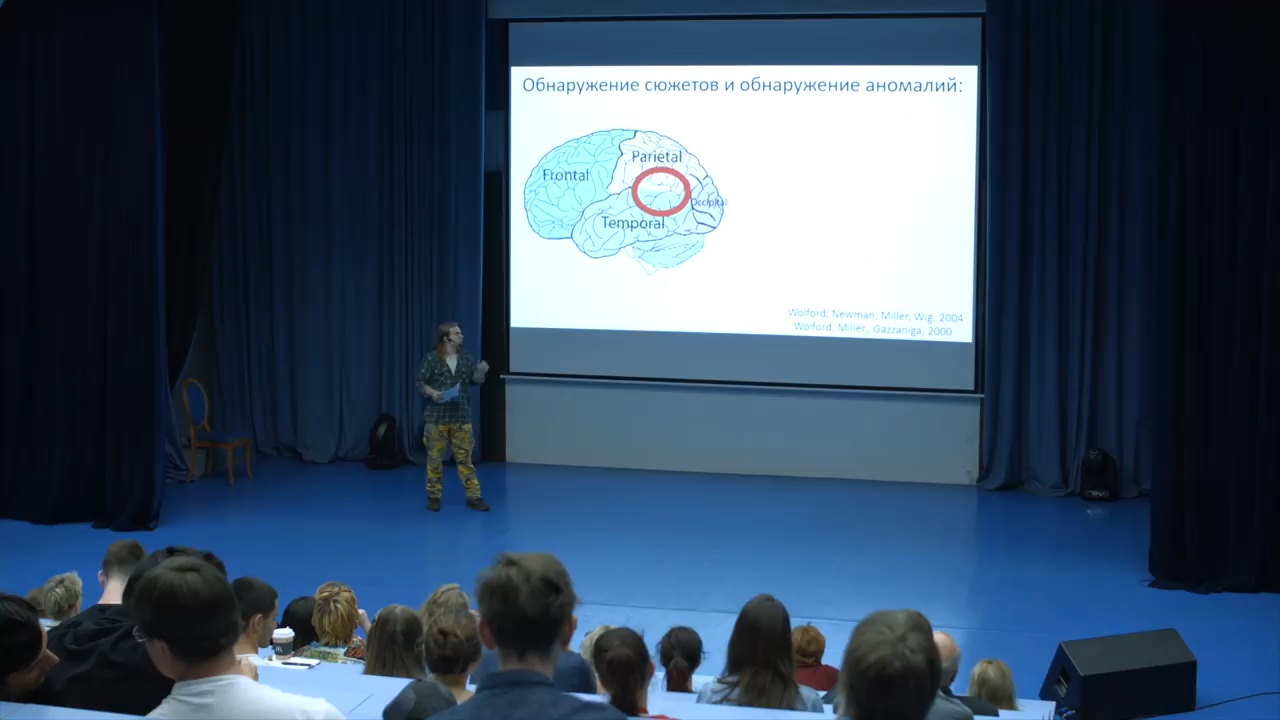 Обнаружение сюжетов и обнаружение аномалий:
Parietal
Frontal
Occipital
Temporal
Wolford, Newman, Miller, Wig, 2004
Wolford, Miller, Gazzaniga, 2000